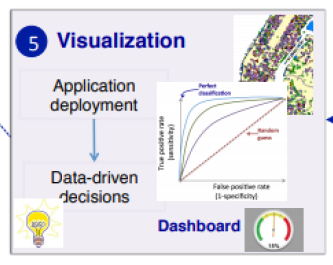 5 Visualization
Application
deployment
Data-driven
decisions
Perfect
classification
True positive rate
(sensitivity)
Random
guess
False positive rate
(1-specificity)
Dashboard